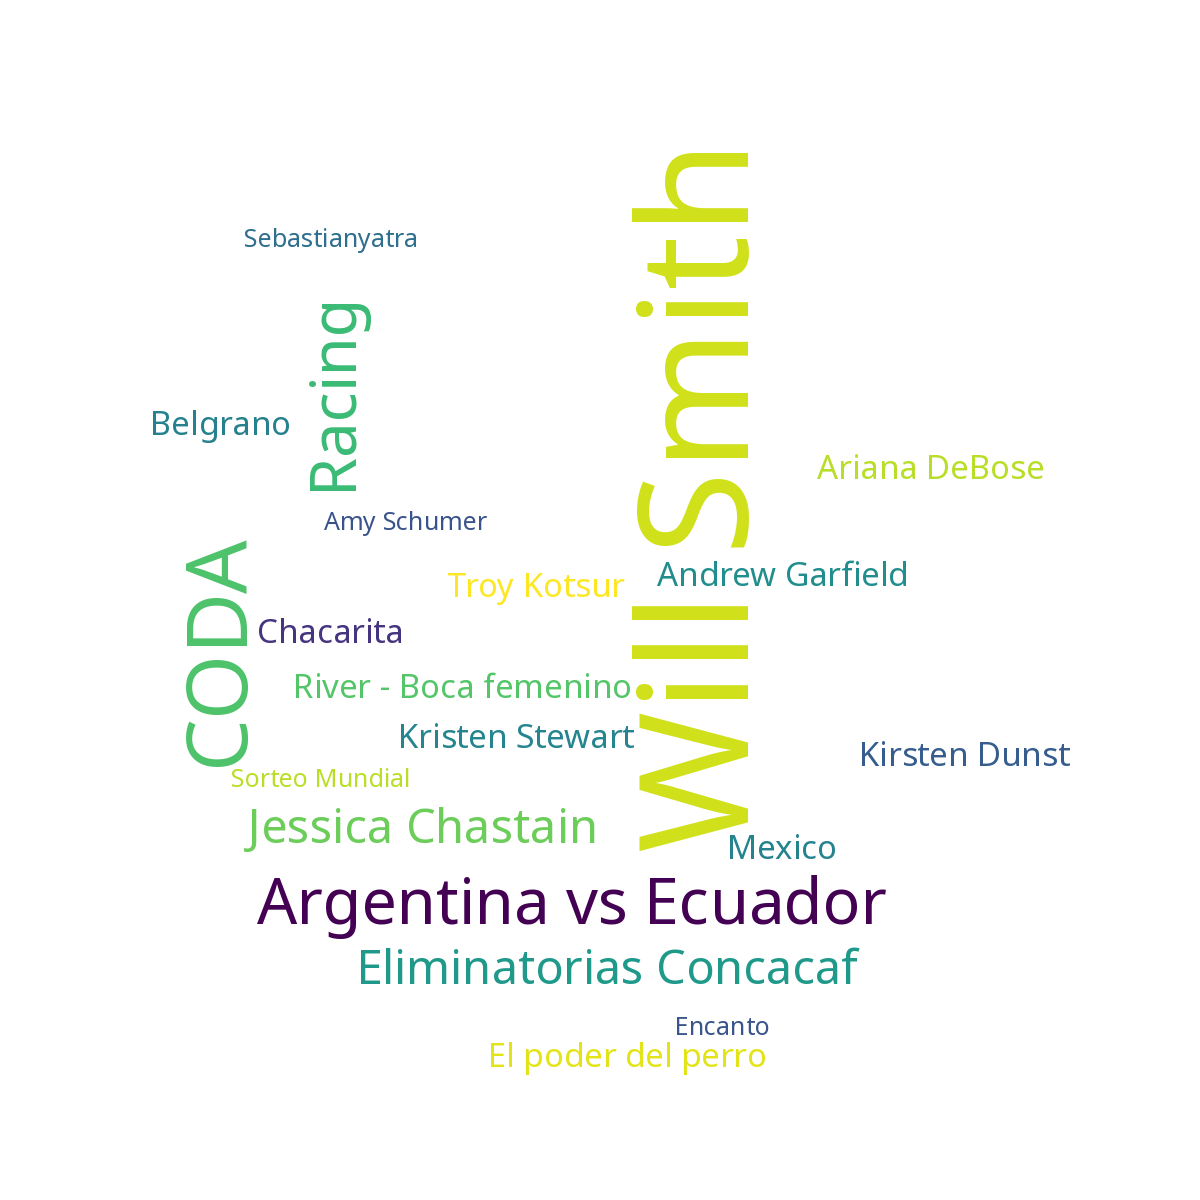 Will Smith
Sebastianyatra
Racing
Belgrano
Ariana DeBose
Amy Schumer
CODA
Andrew Garfield
Troy Kotsur
Chacarita
River - Boca femenino
Kristen Stewart
Kirsten Dunst
Sorteo Mundial
Jessica Chastain
Mexico
Argentina vs Ecuador
Eliminatorias Concacaf
Encanto
El poder del perro